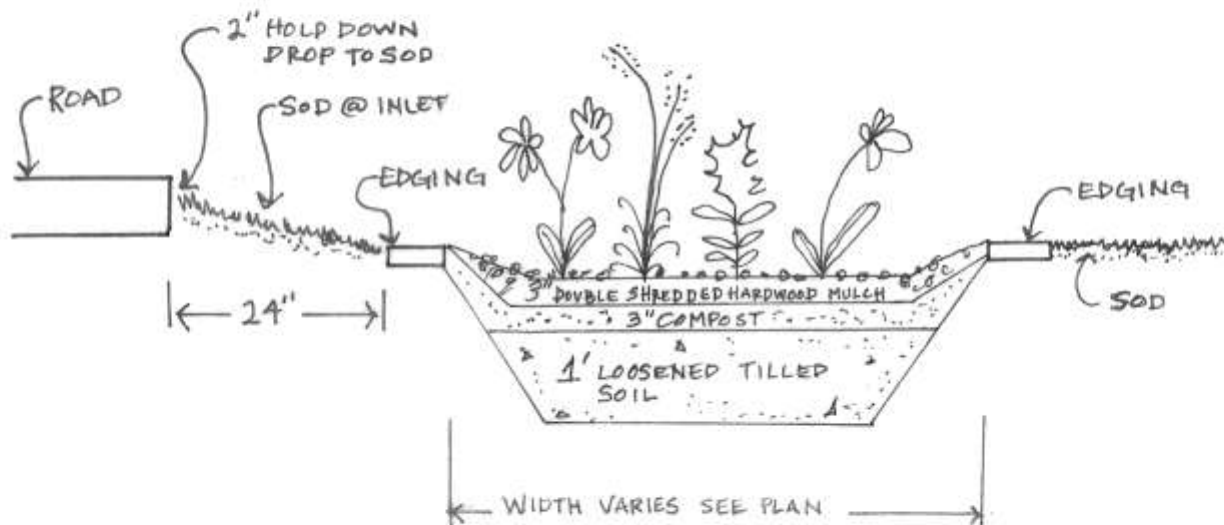 2" HOLD DOWN
DROP TO SOD
ROAD
SOD @ INLET
EDGING
EDGING
3" DOUBLE SHREDDED HARDWOOD MULCH
3" COMPOST
SOD
24"
1' LOOSENED TILLED
SOIL
WIDTH VARIES SEE PLAN